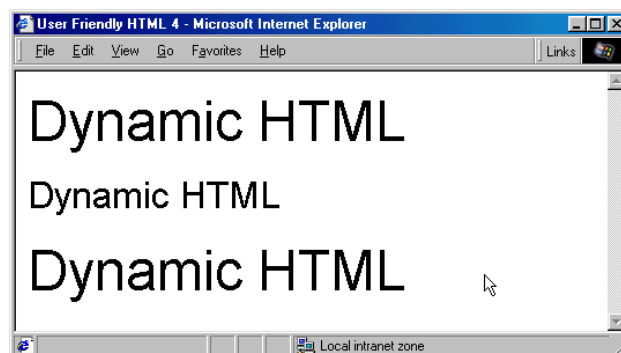 User Friendly HTML 4 - Microsoft Internet Explorer
File Edit View Go Favorites Help Links
Dynamic HTML
Dynamic HTML
Dynamic HTML
Local intranet zone